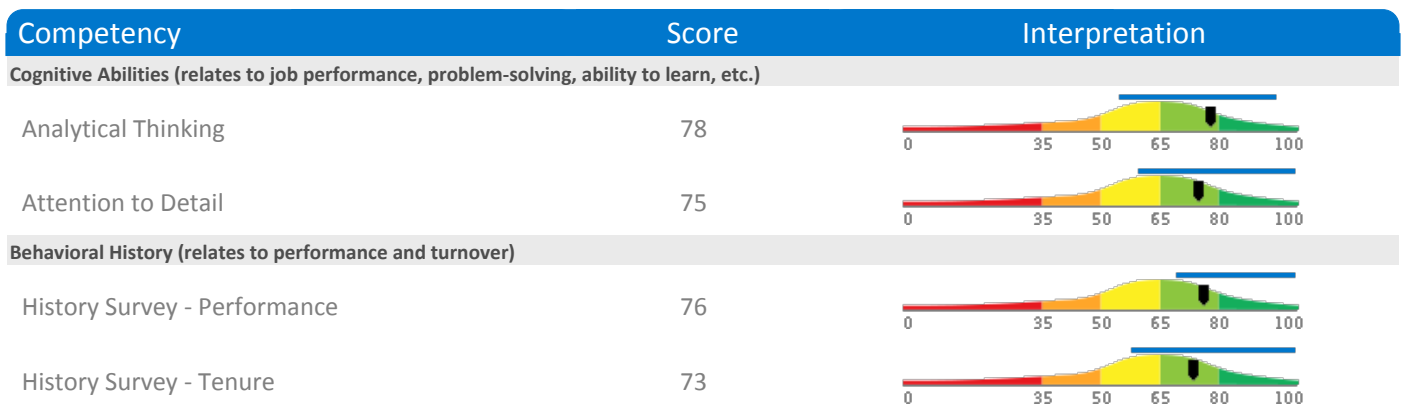 Competency Score Interpretation
Cognitive Abilities (relates to job performance, problem-solving, ability to learn, etc.)
Analytical Thinking 78
0 35 50 65 80 100
Attention to Detail 75
0 35 50 65 80 100
Behavioral History (relates to performance and turnover)
History Survey - Performance 76
0 35 50 65 80 100
History Survey - Tenure 73
0 35 50 65 80 100